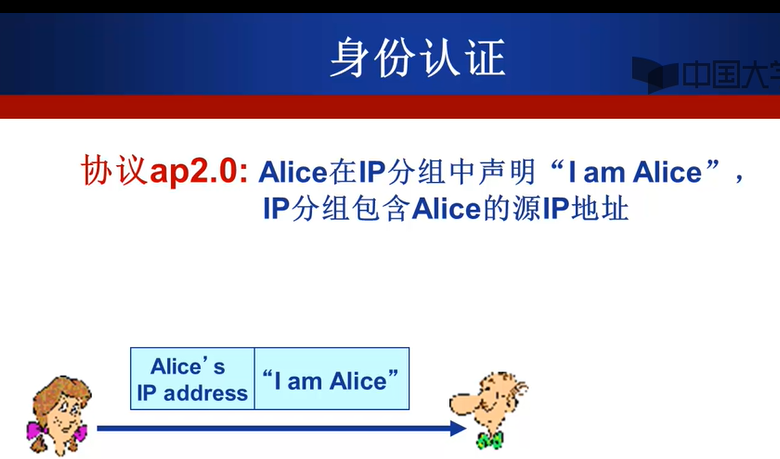 身份认证
中国大学
协议ap2.0: Alice在IP分组中声明“I am Alice”，
IP分组包含Alice的源IP地址
Alice’s
IP address
“I am Alice”